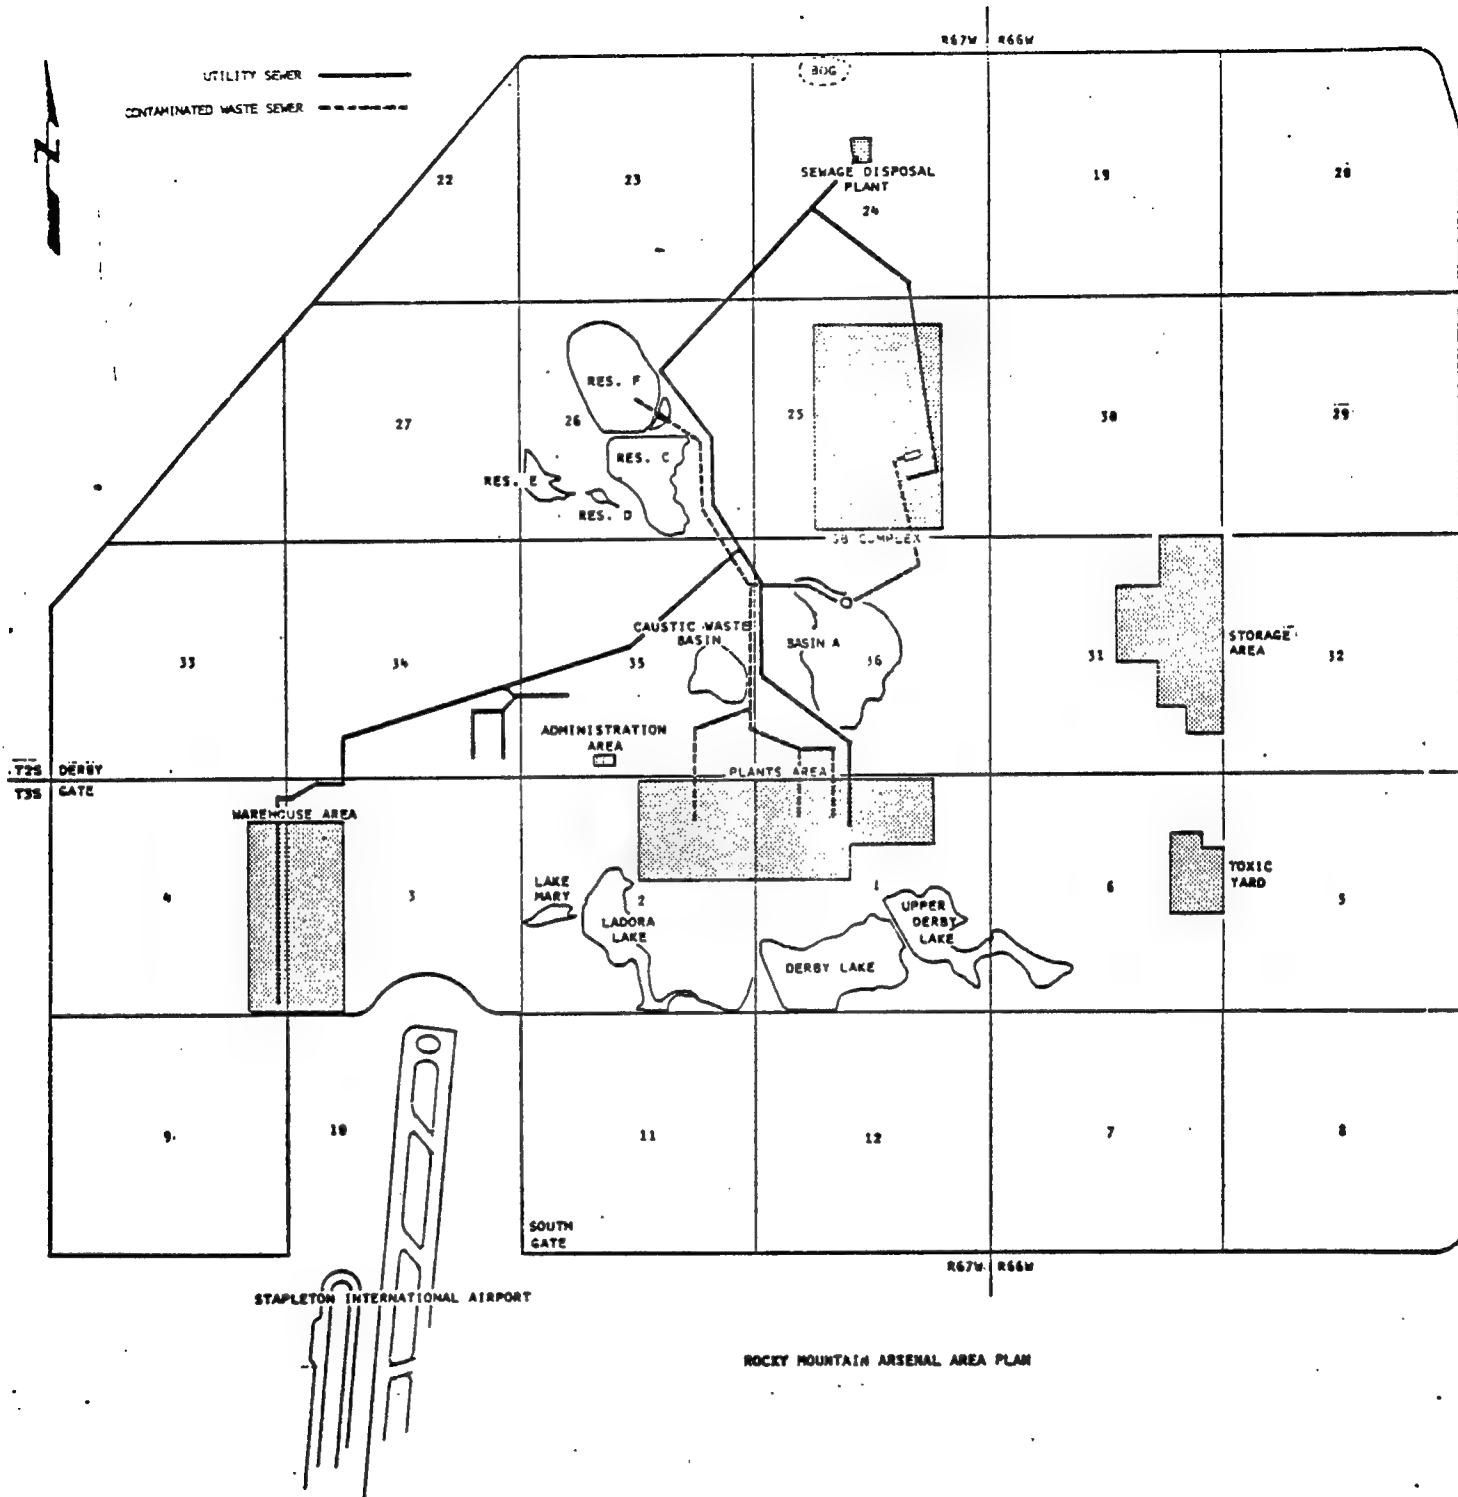 R67W R66W
UTILITY SEWER
CONTAMINATED WASTE SEWER
N
BOG
22
23
SEWAGE DISPOSAL
PLANT
24
19
20
RES. F
27
26
25
30
29
RES. C
RES. E
RES. D
GB COMPLEX
CAUSTIC WASTE
BASIN
BASIN A
33
34
35
36
31
STORAGE
AREA
32
ADMINISTRATION
AREA
T2S DERBY
T3S GATE
PLANTS AREA
WAREHOUSE AREA
4
3
LAKE
MARY
2
LADORA
LAKE
1
UPPER
DERBY
LAKE
DERBY LAKE
6
TOXIC
YARD
5
9
10
11
12
7
8
SOUTH
GATE
R67W R66W
STAPLETON INTERNATIONAL AIRPORT
ROCKY MOUNTAIN ARSENAL AREA PLAN